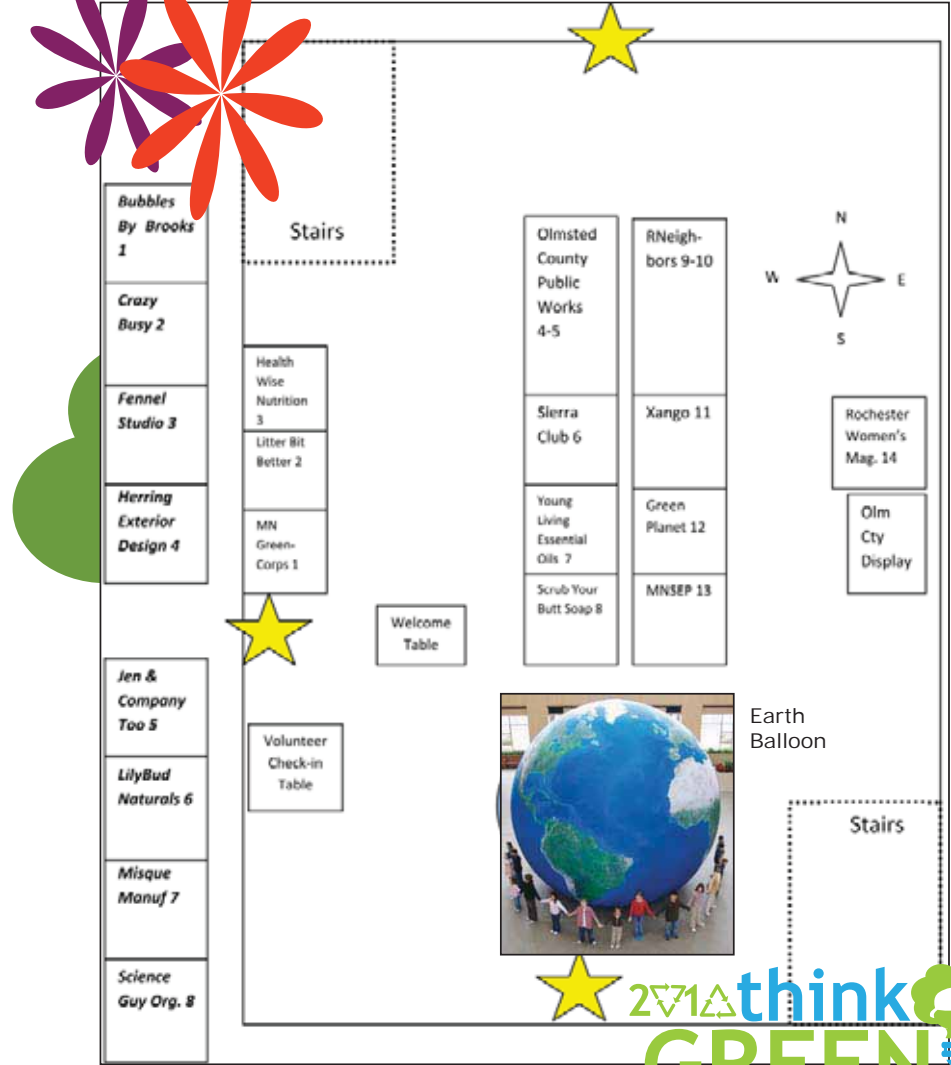 Bubbles
By Brooks
1
Crazy
Busy 2
Fennel
Studio 3
Herring
Exterior
Design 4
Jen &
Company
Too 5
LilyBud
Naturals 6
Misque
Manuf 7
Science
Guy Org. 8
Stairs
Health
Wise
Nutrition
3
Litter Bit
Better 2
MN
Green-
Corps 1
Welcome
Table
Volunteer
Check-in
Table
Olmsted
County
Public
Works
4-5
Sierra
Club 6
Young
Living
Essential
Oils 7
Scrub Your
Butt Soap 8
RNeigh-
bors 9-10
Xango 11
Green
Planet 12
MNSEP 13
N
W E
S
Rochester
Women's
Mag. 14
Olm
Cty
Display
Earth
Balloon
Stairs
think
GREEN